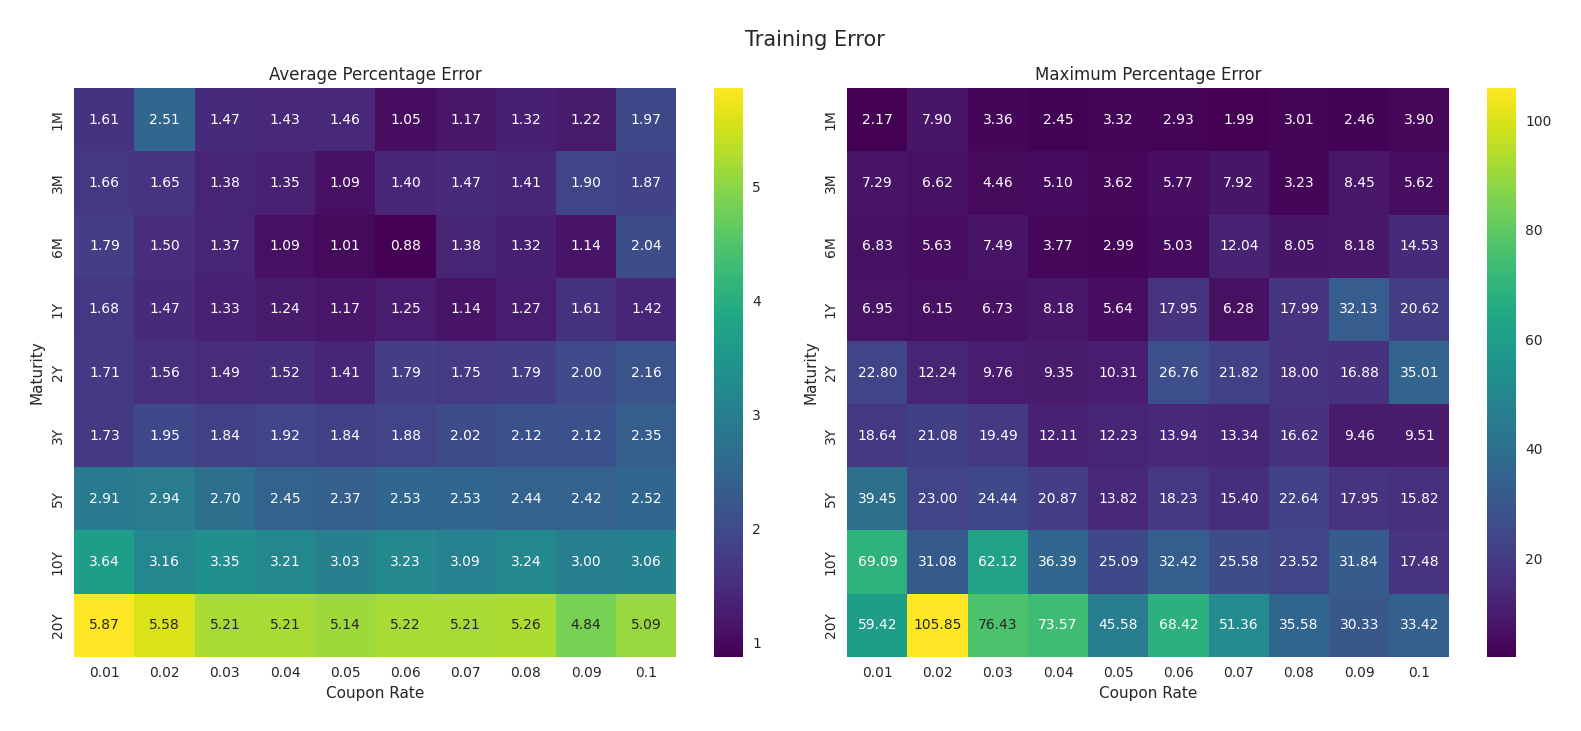 Training Error
Average Percentage Error
Maturity
1M 1.61 2.51 1.47 1.43 1.46 1.05 1.17 1.32 1.22 1.97
3M 1.66 1.65 1.38 1.35 1.09 1.40 1.47 1.41 1.90 1.87
6M 1.79 1.50 1.37 1.09 1.01 0.88 1.38 1.32 1.14 2.04
1Y 1.68 1.47 1.33 1.24 1.17 1.25 1.14 1.27 1.61 1.42
2Y 1.71 1.56 1.49 1.52 1.41 1.79 1.75 1.79 2.00 2.16
3Y 1.73 1.95 1.84 1.92 1.84 1.88 2.02 2.12 2.12 2.35
5Y 2.91 2.94 2.70 2.45 2.37 2.53 2.53 2.44 2.42 2.52
10Y 3.64 3.16 3.35 3.21 3.03 3.23 3.09 3.24 3.00 3.06
20Y 5.87 5.58 5.21 5.21 5.14 5.22 5.21 5.26 4.84 5.09
0.01 0.02 0.03 0.04 0.05 0.06 0.07 0.08 0.09 0.1
Coupon Rate
5
4
3
2
1
Maximum Percentage Error
Maturity
1M 2.17 7.90 3.36 2.45 3.32 2.93 1.99 3.01 2.46 3.90
3M 7.29 6.62 4.46 5.10 3.62 5.77 7.92 3.23 8.45 5.62
6M 6.83 5.63 7.49 3.77 2.99 5.03 12.04 8.05 8.18 14.53
1Y 6.95 6.15 6.73 8.18 5.64 17.95 6.28 17.99 32.13 20.62
2Y 22.80 12.24 9.76 9.35 10.31 26.76 21.82 18.00 16.88 35.01
3Y 18.64 21.08 19.49 12.11 12.23 13.94 13.34 16.62 9.46 9.51
5Y 39.45 23.00 24.44 20.87 13.82 18.23 15.40 22.64 17.95 15.82
10Y 69.09 31.08 62.12 36.39 25.09 32.42 25.58 23.52 31.84 17.48
20Y 59.42 105.85 76.43 73.57 45.58 68.42 51.36 35.58 30.33 33.42
0.01 0.02 0.03 0.04 0.05 0.06 0.07 0.08 0.09 0.1
Coupon Rate
100
80
60
40
20